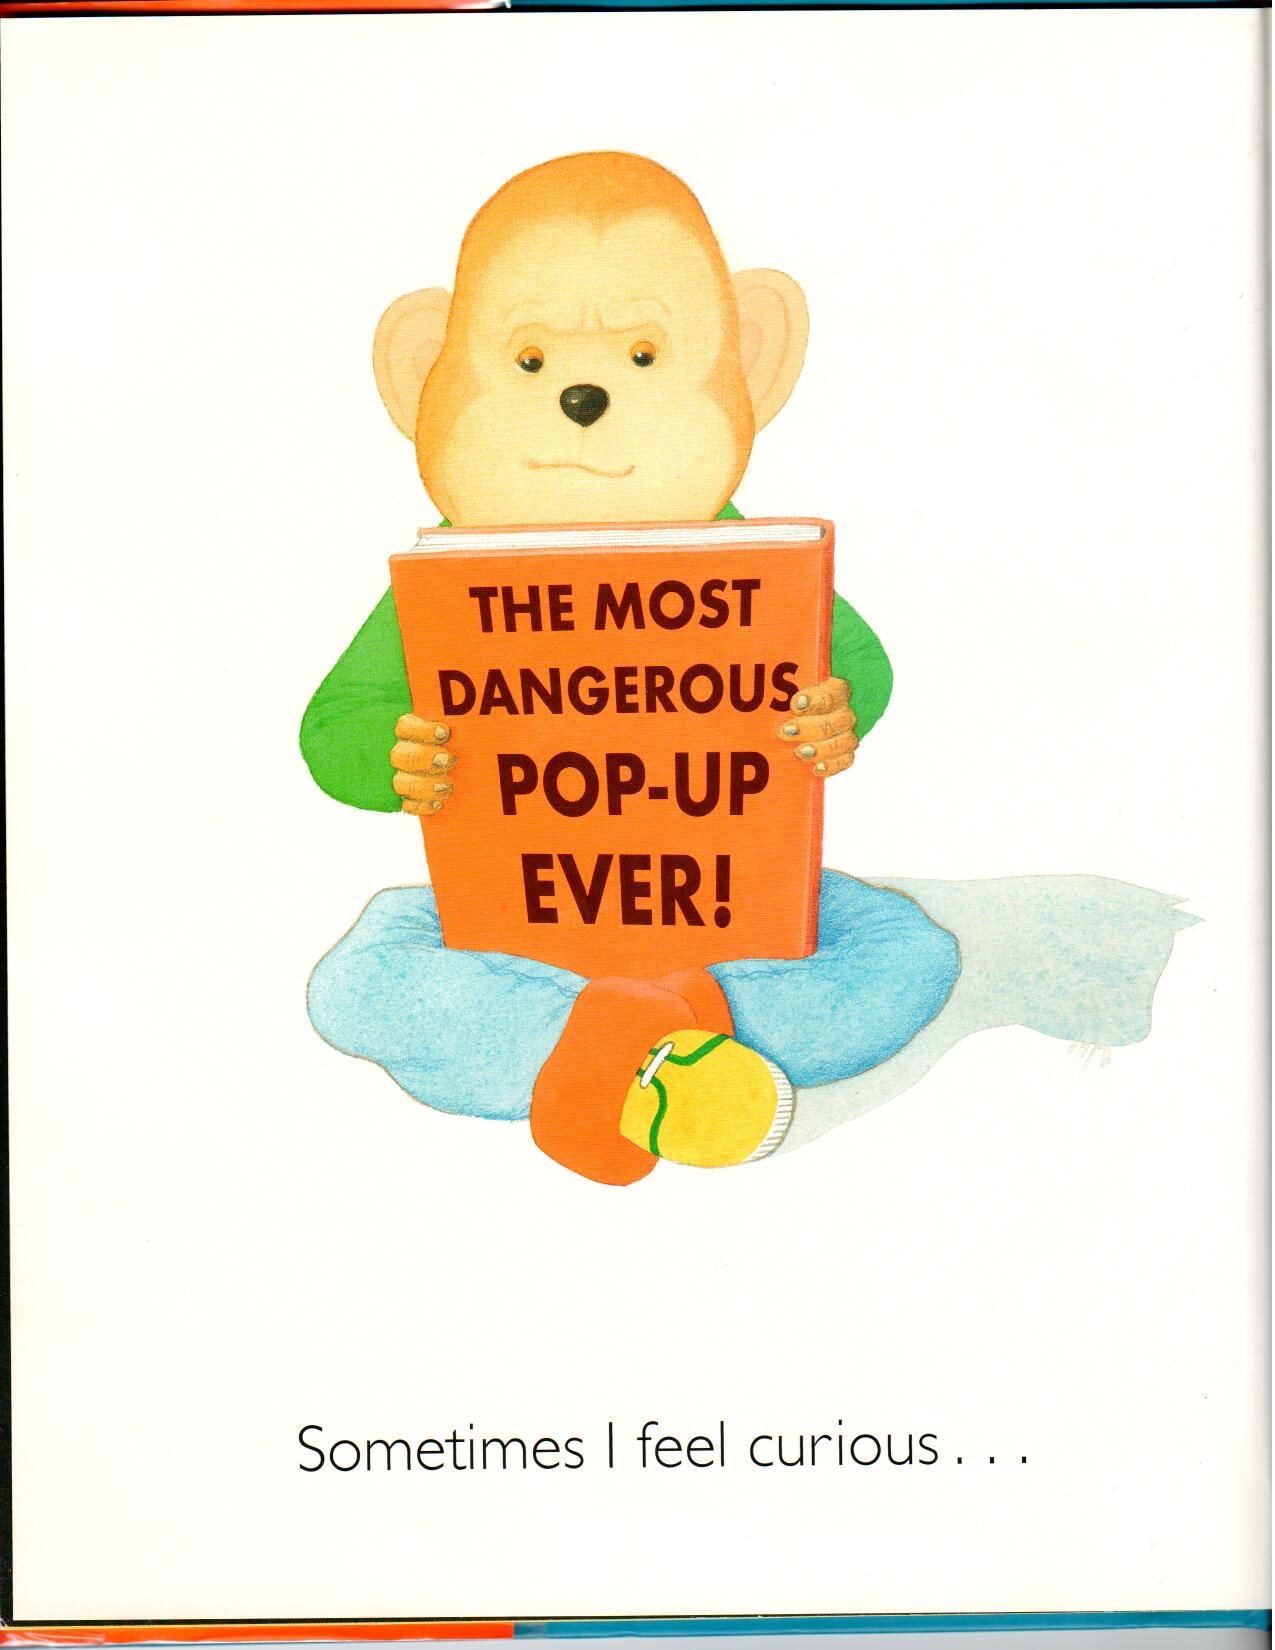 THE MOST
DANGEROUS
POP-UP
EVER!
Sometimes I feel curious . . .